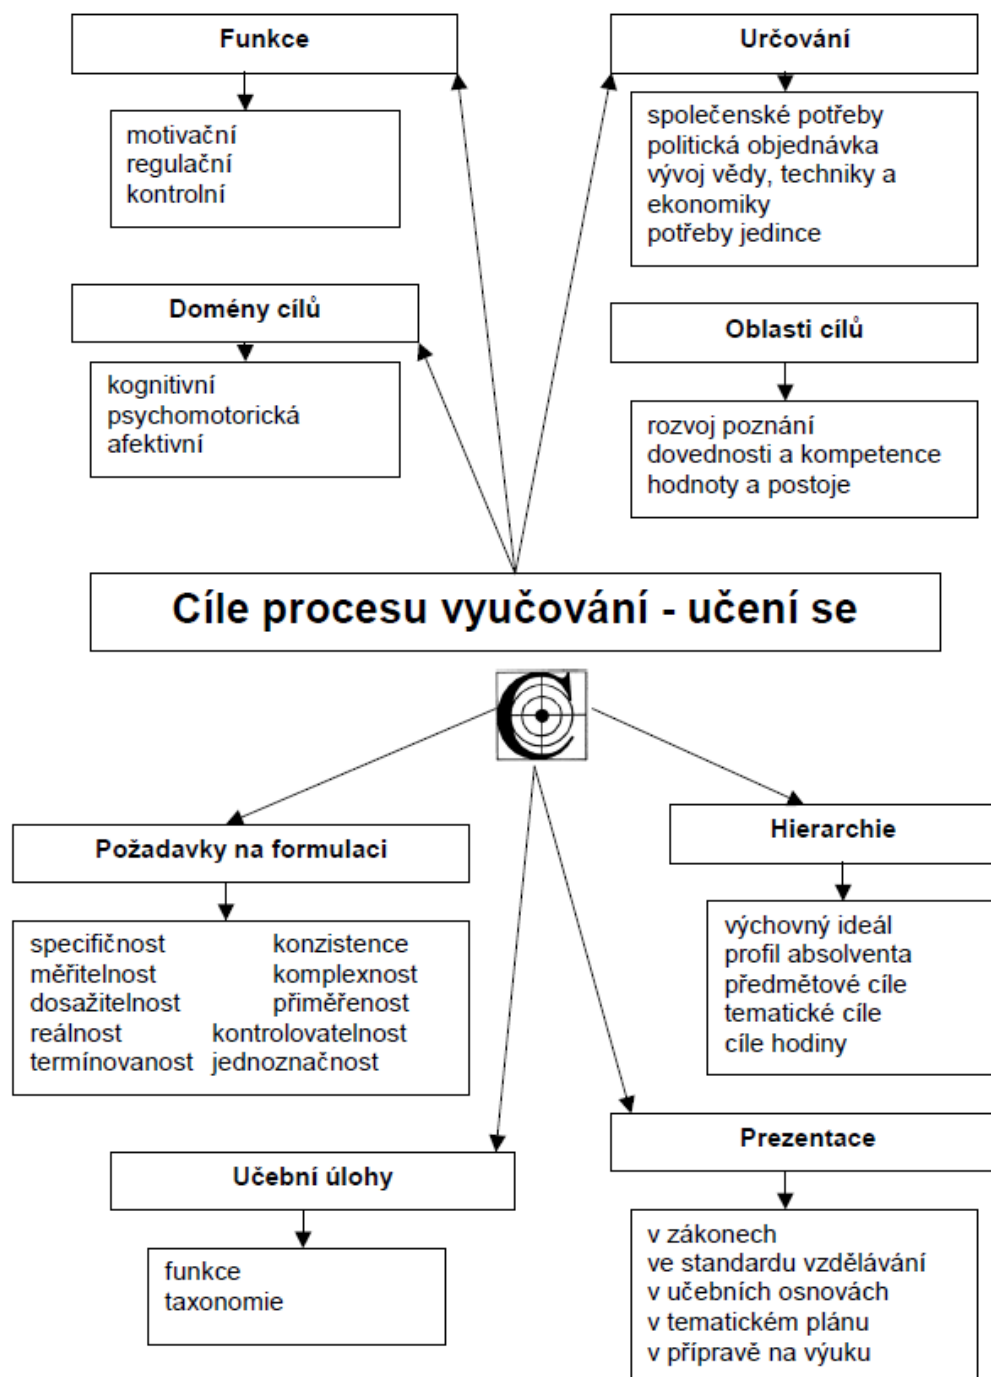 Funkce
motivační
regulační
kontrolní
Určování
společenské potřeby
politická objednávka
vývoj vědy, techniky a
ekonomiky
potřeby jedince
Domény cílů
kognitivní
psychomotorická
afektivní
Oblasti cílů
rozvoj poznání
dovednosti a kompetence
hodnoty a postoje
Cíle procesu vyučování - učení se
C
Požadavky na formulaci
specifičnost konzistence
měřitelnost komplexnost
dosažitelnost přiměřenost
reálnost kontrolovatelnost
termínovanost jednoznačnost
Hierarchie
výchovný ideál
profil absolventa
předmětové cíle
tematické cíle
cíle hodiny
Učební úlohy
funkce
taxonomie
Prezentace
v zákonech
ve standardu vzdělávání
v učebních osnovách
v tematickém plánu
v přípravě na výuku